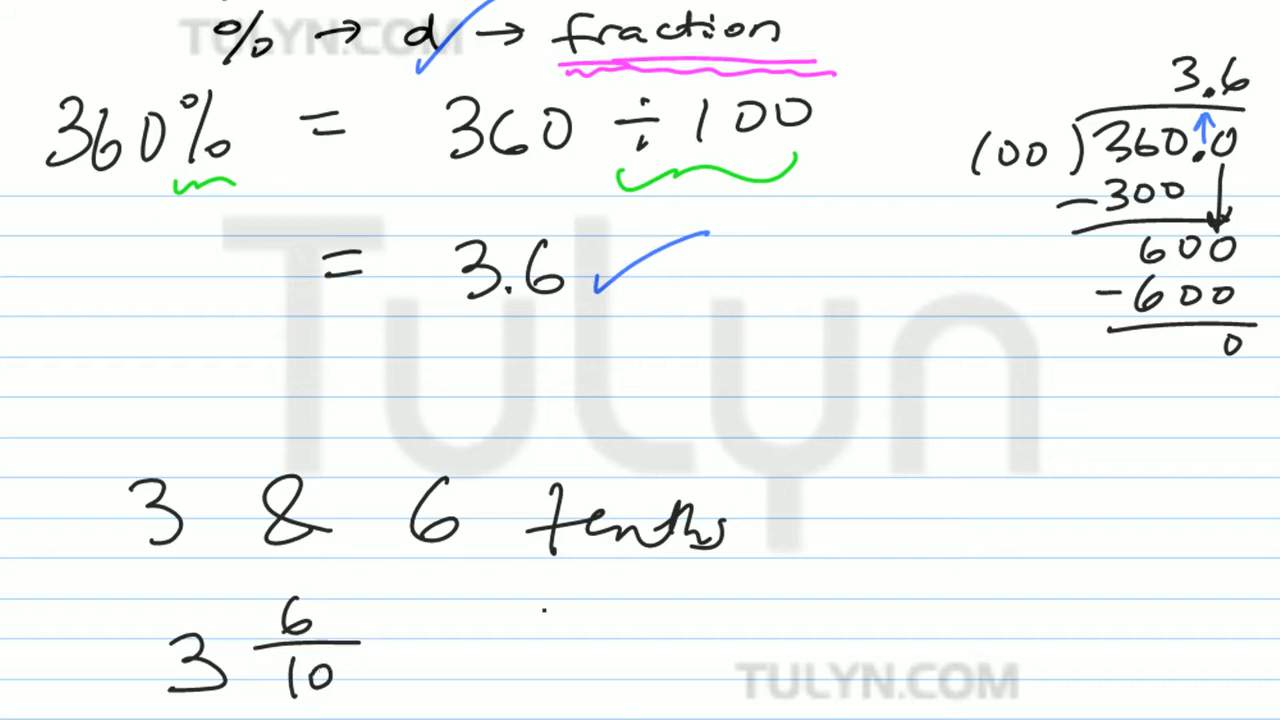 TULYN.COM
% → d → fraction
360% = 360 ÷ 100
= 3.6
3.6
100 ) 360.0
- 300
600
- 600
0
Tulyn
3 & 6 tenths
3 6/10
TULYN.COM